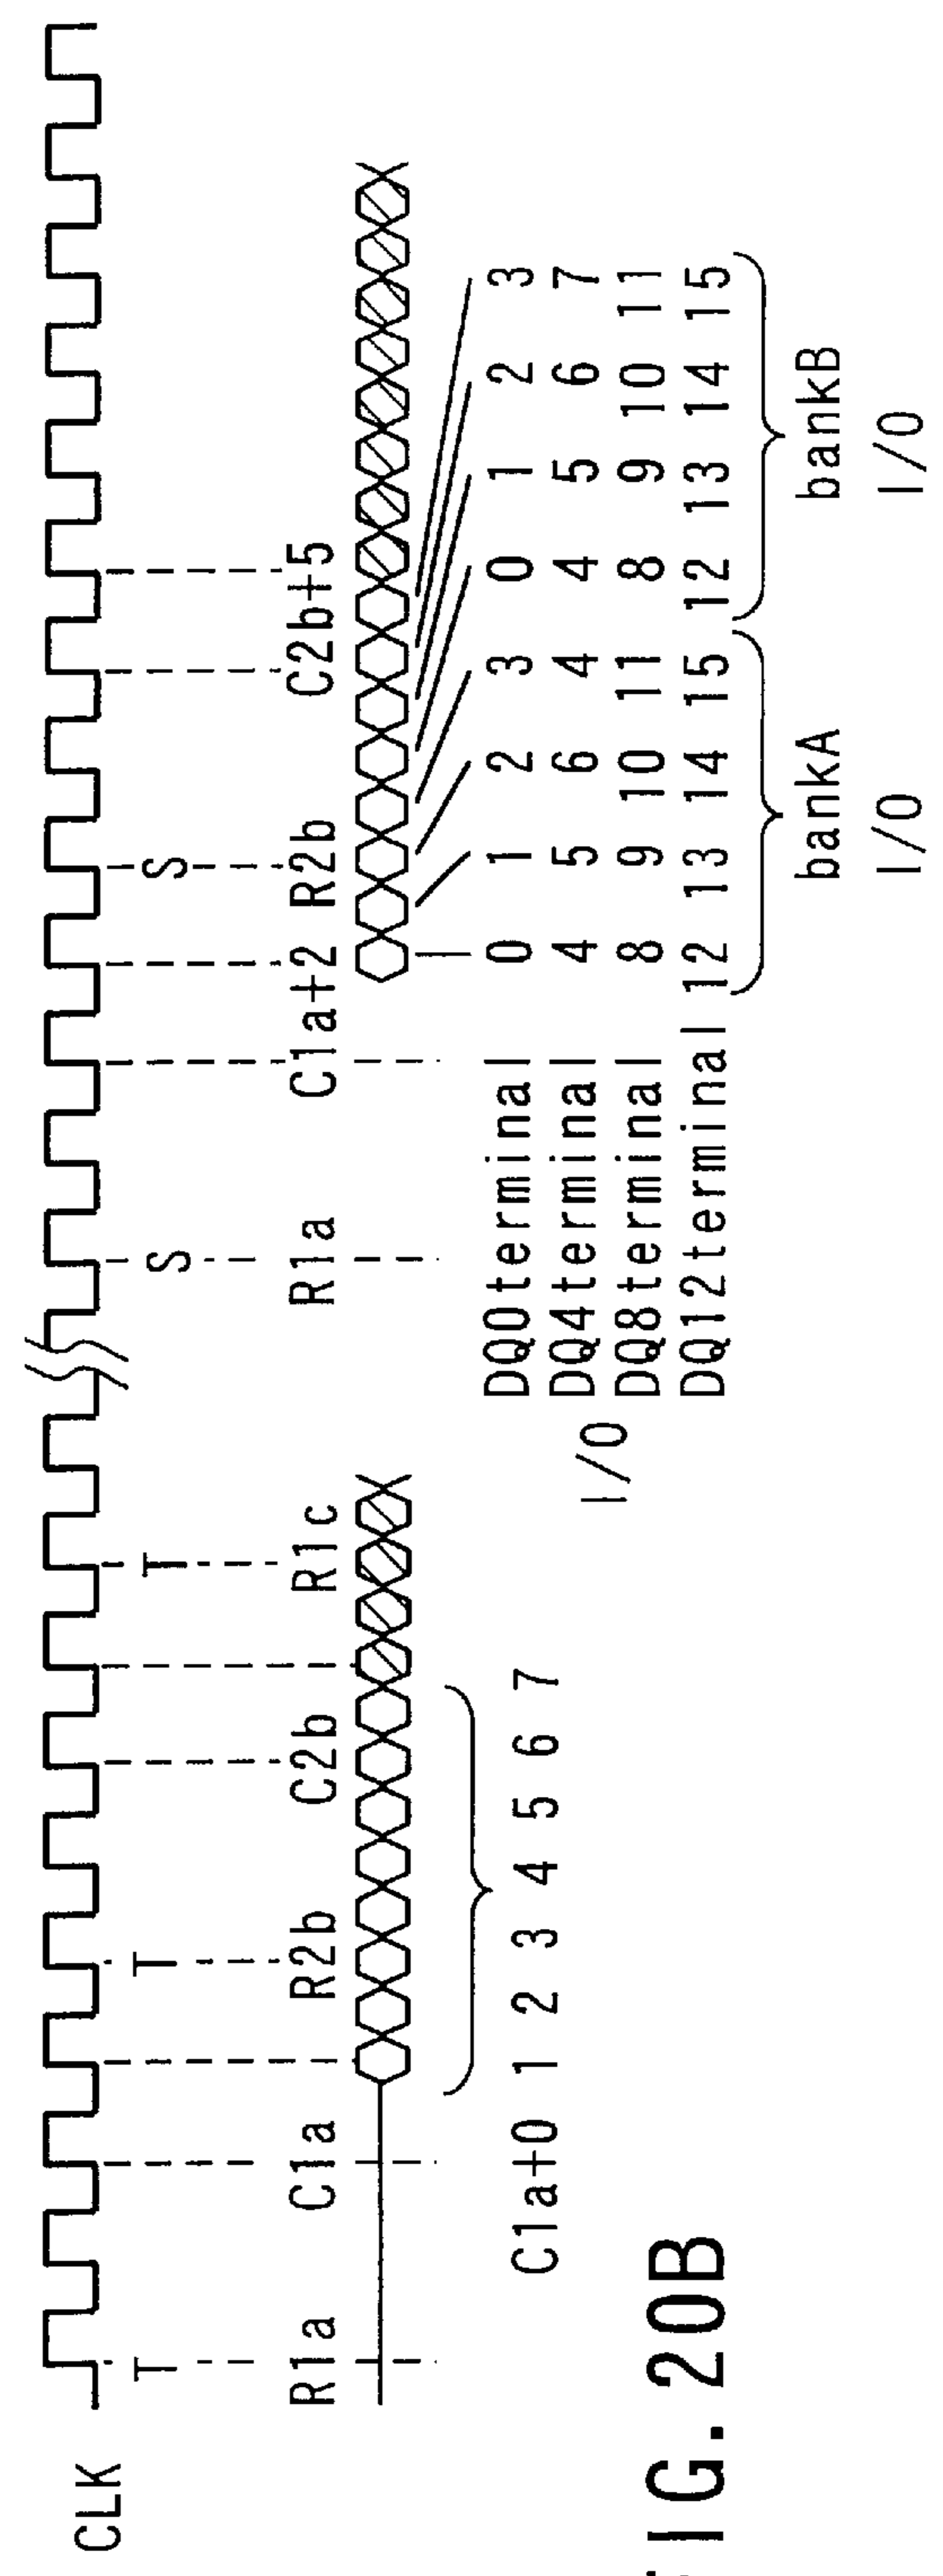 CLK
T T T S S
R1a C1a R2b C2b R1c R1a C1a+2 R2b C2b+5
C1a+0 1 2 3 4 5 6 7
I/O
DQ0terminal 0 1 2 3 0 1 2 3
DQ4terminal 4 5 6 4 4 5 6 7
DQ8terminal 8 9 10 11 8 9 10 11
DQ12terminal 12 13 14 15 12 13 14 15
bankA bankB
I/O I/O
FIG. 20B